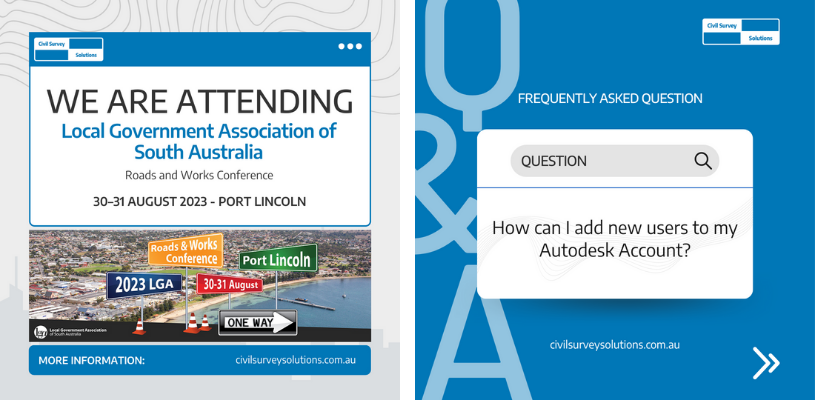 Civil Survey
Solutions
WE ARE ATTENDING
Local Government Association of
South Australia
Roads and Works Conference
30-31 AUGUST 2023 - PORT LINCOLN
Roads & Works
Conference
Port Lincoln
2023 LGA
30-31 August
ONE WAY
Local Government Association
of South Australia
MORE INFORMATION:
civilsurveysolutions.com.au
Civil Survey
Solutions
Q
&
A
FREQUENTLY ASKED QUESTION
QUESTION
How can I add new users to my
Autodesk Account?
civilsurveysolutions.com.au